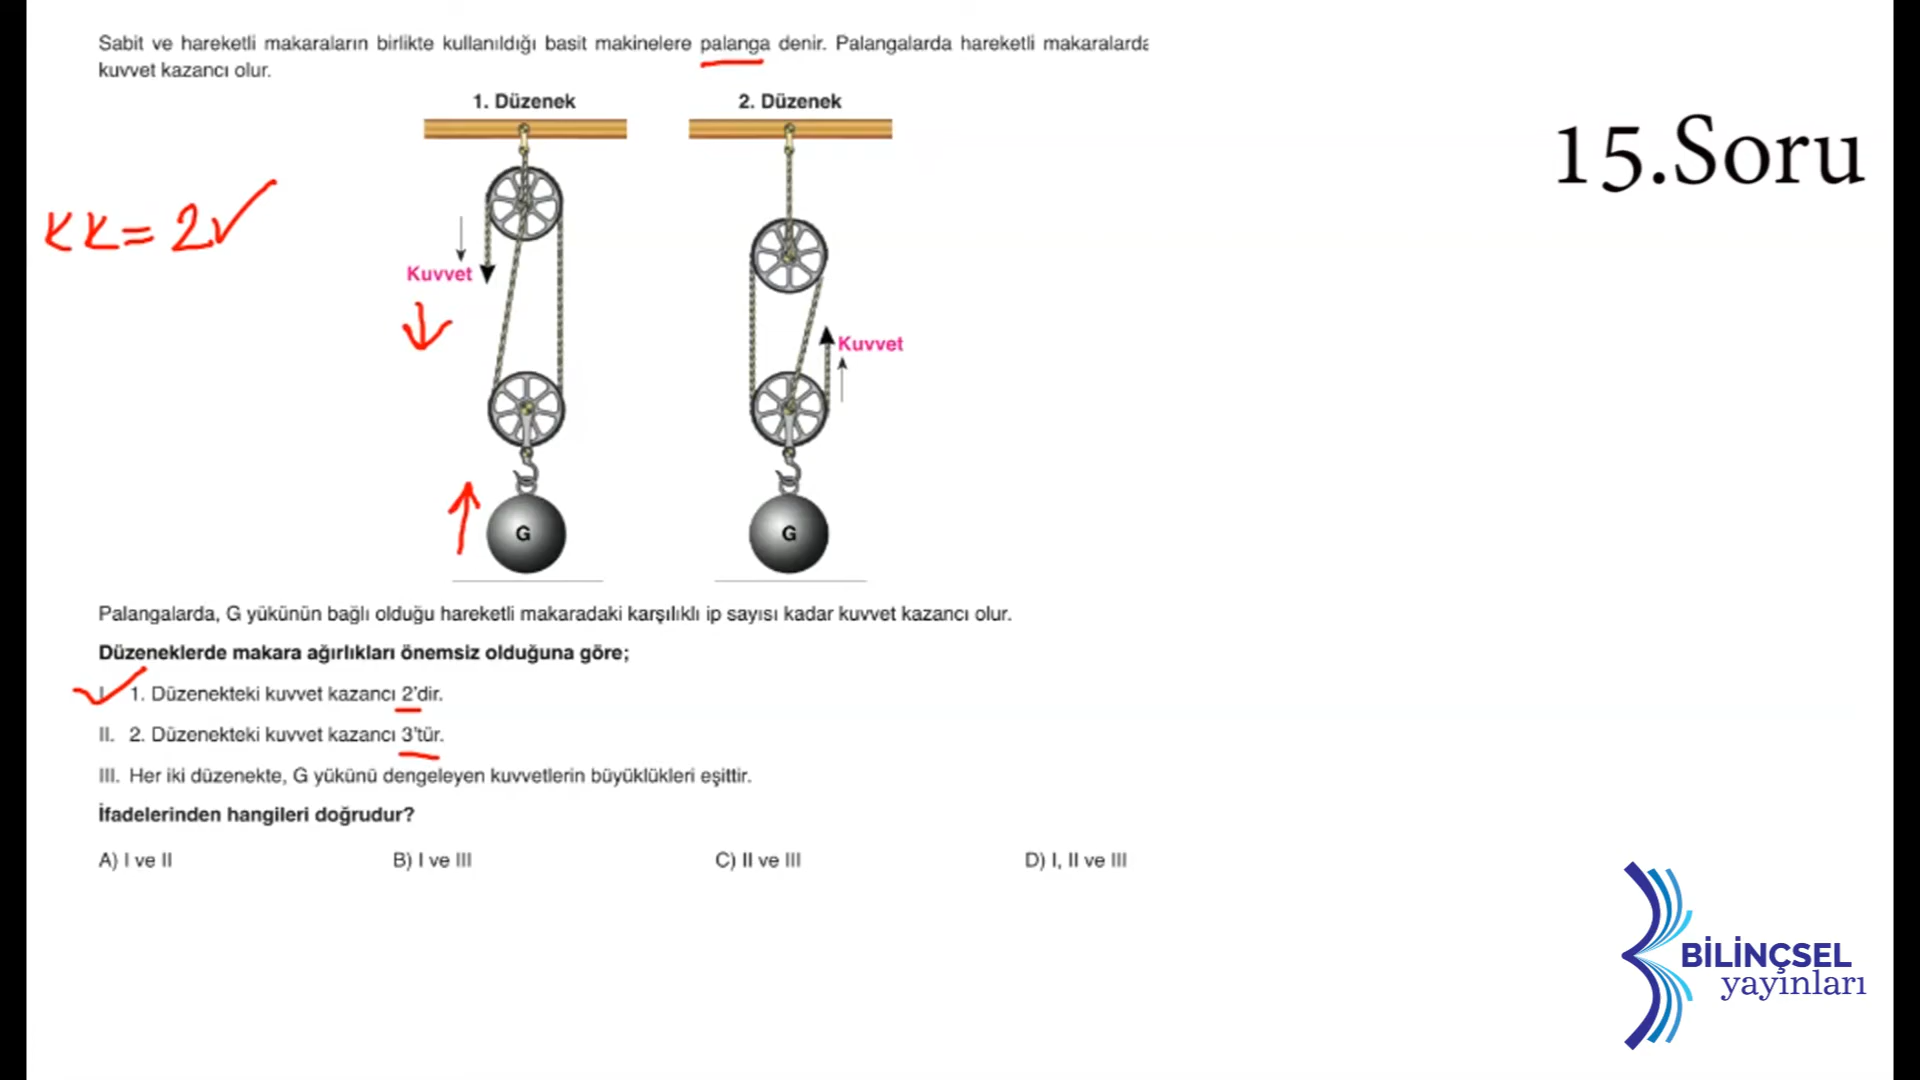 Sabit ve hareketli makaraların birlikte kullanıldığı basit makinelere palanga denir. Palangalarda hareketli makaralarda
kuvvet kazancı olur.
1. Düzenek
2. Düzenek
15.Soru
KK=2
Kuvvet
Kuvvet
G
G
Palangalarda, G yükünün bağlı olduğu hareketli makaradaki karşılıklı ip sayısı kadar kuvvet kazancı olur.
Düzeneklerde makara ağırlıkları önemsiz olduğuna göre;
I. 1. Düzenekteki kuvvet kazancı 2'dir.
II. 2. Düzenekteki kuvvet kazancı 3'tür.
III. Her iki düzenekte, G yükünü dengeleyen kuvvetlerin büyüklükleri eşittir.
İfadelerinden hangileri doğrudur?
A) I ve II
B) I ve III
C) II ve III
D) I, II ve III
BİLİNÇSEL
yayınları